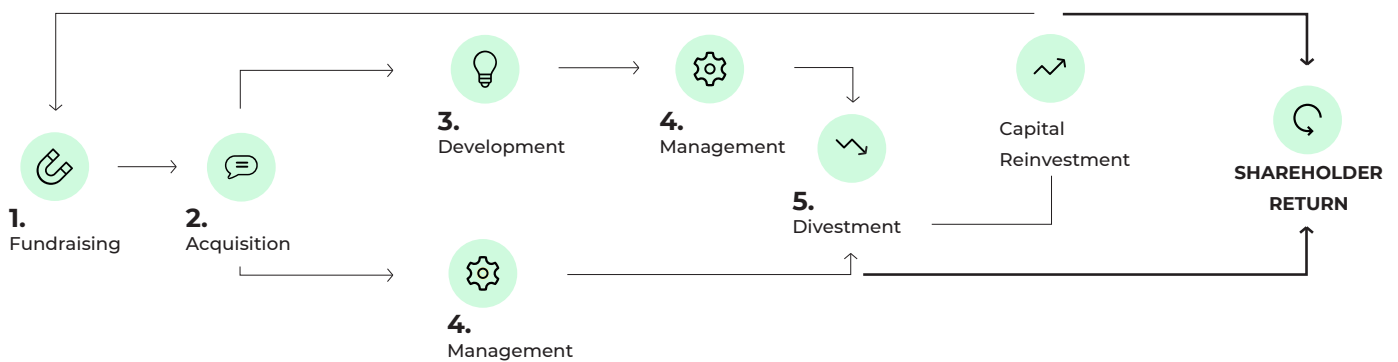 1.
Fundraising
2.
Acquisition
3.
Development
4.
Management
4.
Management
5.
Divestment
Capital
Reinvestment
SHAREHOLDER
RETURN